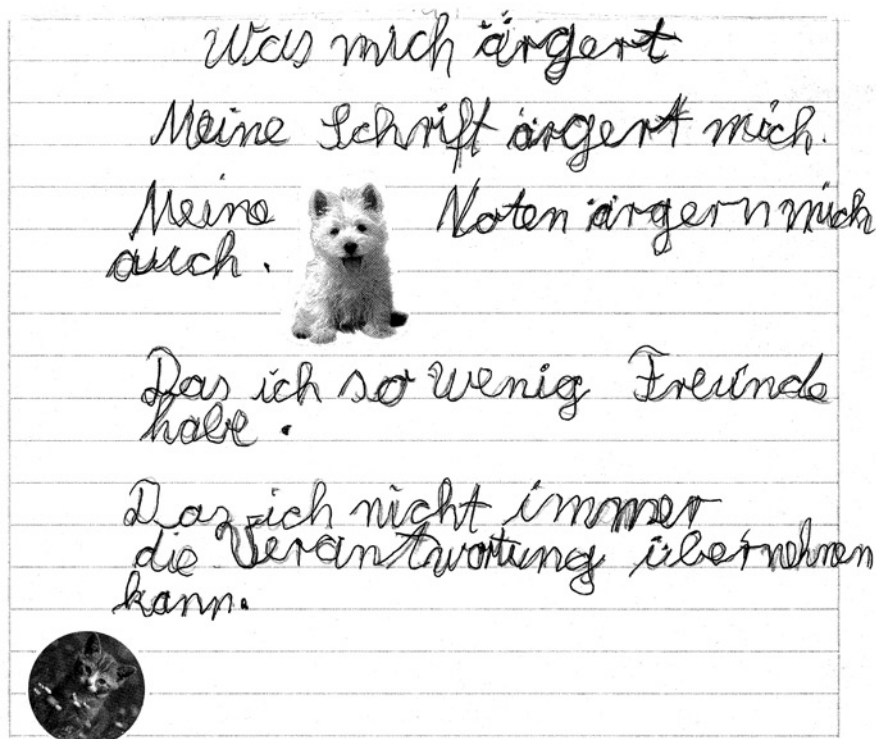 Was mich ärgert
Meine Schrift ärgert mich.
Meine Noten ärgern mich
auch.
Das ich so wenig Freunde
habe.
Das ich nicht immer
die Verantwortung übernehmen
kann.